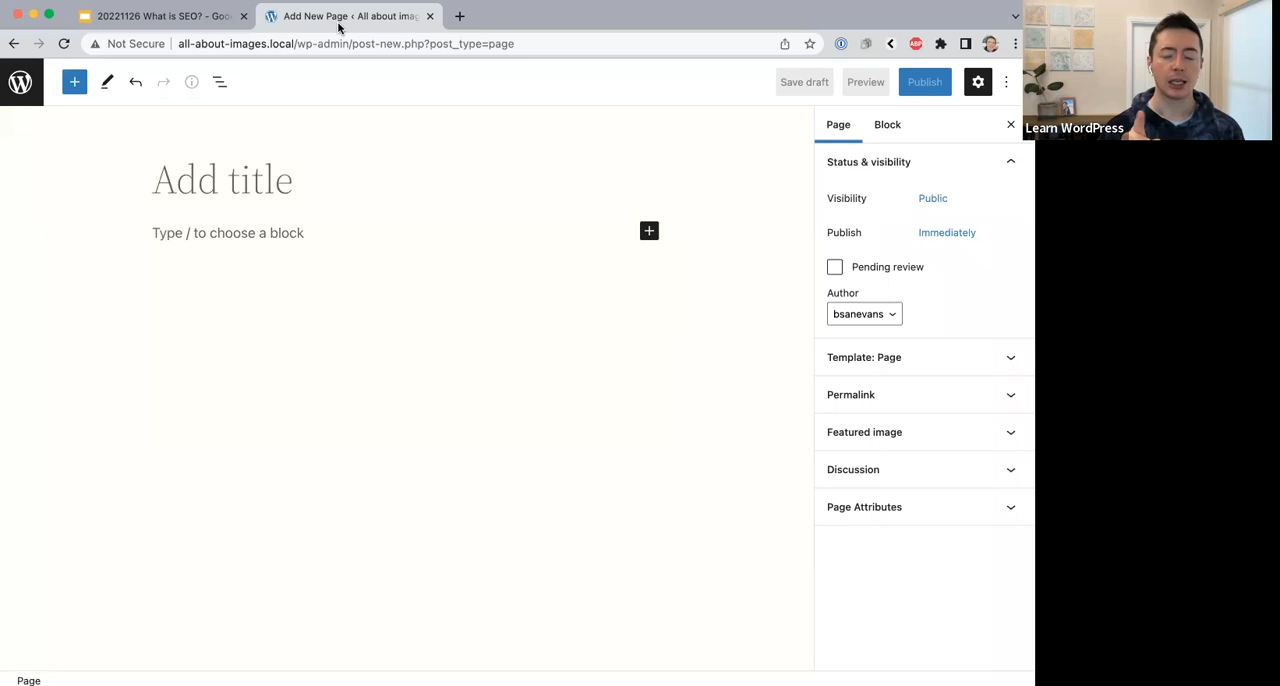 20221126 What is SEO? - Goo
Add New Page ‹ All about imag
Not Secure
all-about-images.local/wp-admin/post-new.php?post_type=page
ABP
Save draft
Preview
Publish
Learn WordPress
Page
Block
Add title
Type / to choose a block
Status & visibility
Visibility
Public
Publish
Immediately
Pending review
Author
bsanevans
Template: Page
Permalink
Featured image
Discussion
Page Attributes
Page